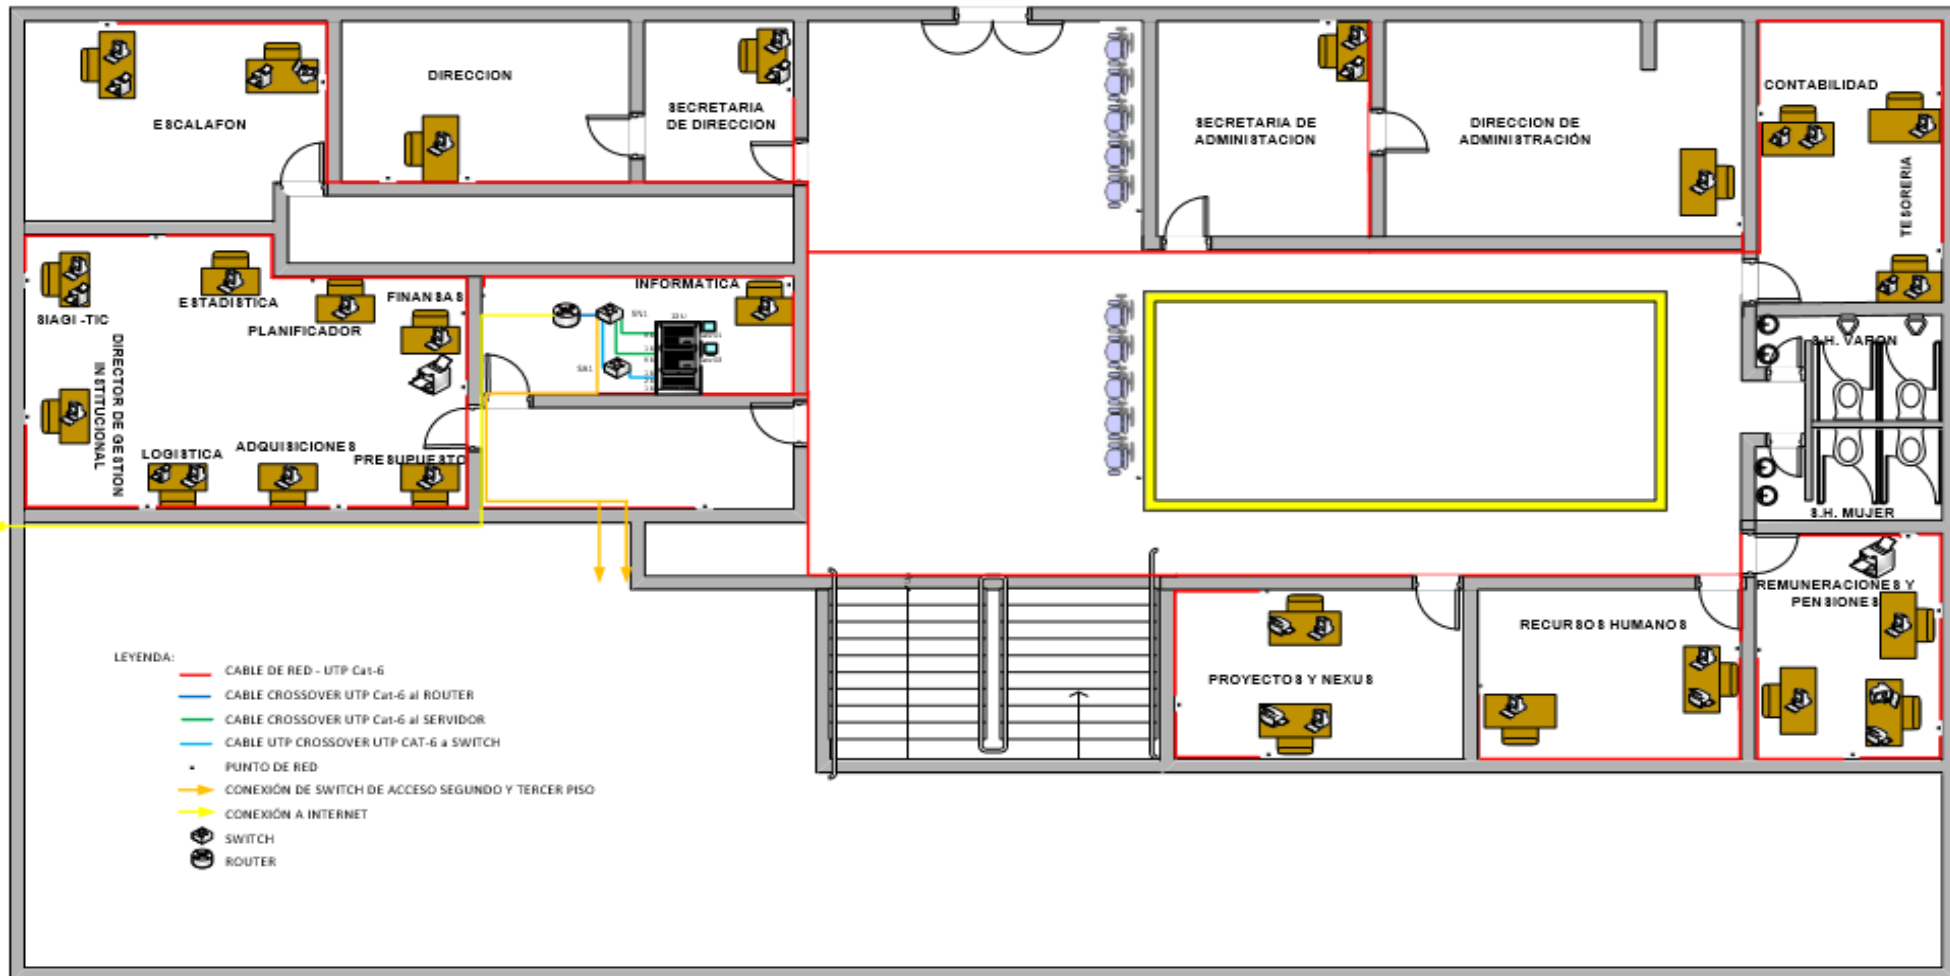 ESCALAFON
DIRECCION
SECRETARIA
DE DIRECCION
SECRETARIA DE
ADMINISTACION
DIRECCION DE
ADMINISTRACIÓN
CONTABILIDAD
TESORERIA
SIAGI -TIC
ESTADISTICA
PLANIFICADOR
FINANSAS
INFORMATICA
DIRECTOR DE GESTION
INSTITUCIONAL
LOGISTICA
ADQUISICIONES
PRESUPUESTO
S.H. VARON
S.H. MUJER
REMUNERACIONES Y
PENSIONES
RECURSOS HUMANOS
PROYECTOS Y NEXUS
LEYENDA:
CABLE DE RED - UTP Cat-6
CABLE CROSSOVER UTP Cat-6 al ROUTER
CABLE CROSSOVER UTP Cat-6 al SERVIDOR
CABLE UTP CROSSOVER UTP CAT-6 a SWITCH
PUNTO DE RED
CONEXIÓN DE SWITCH DE ACCESO SEGUNDO Y TERCER PISO
CONEXIÓN A INTERNET
SWITCH
ROUTER